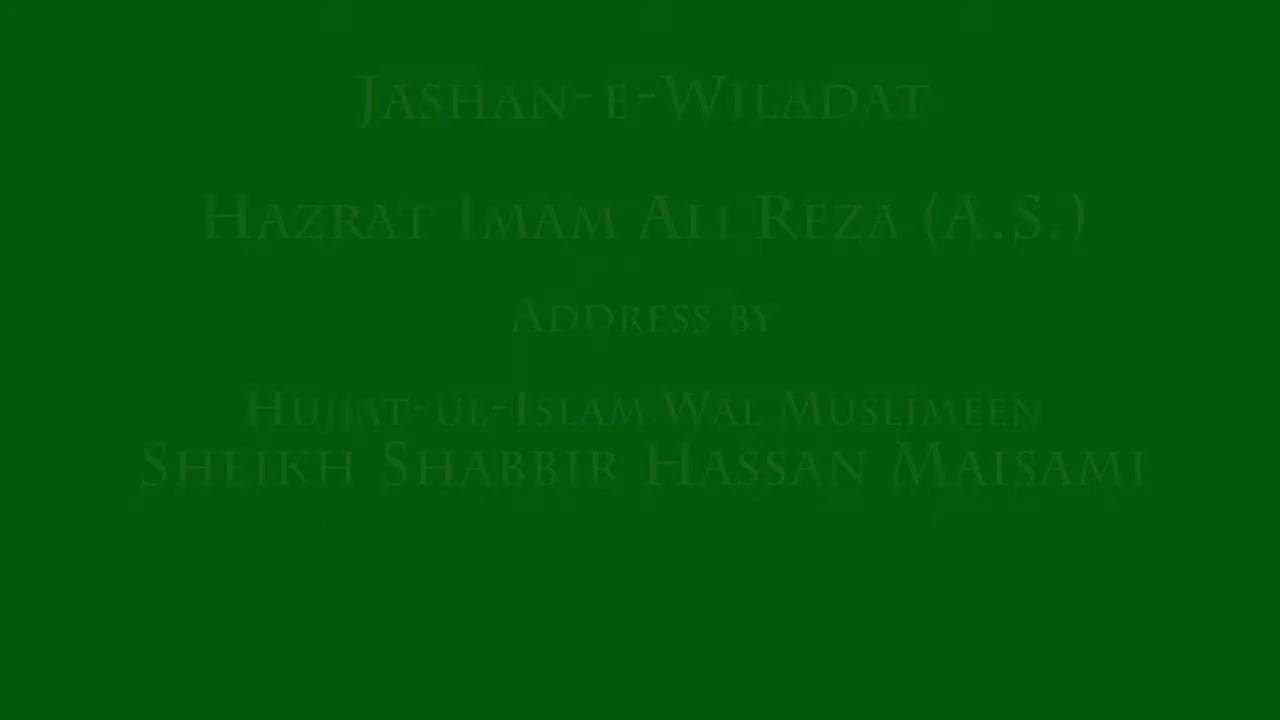 Jashan-e-Wiladat
Hazrat Imam Ali Reza (A.S.)
Address by
Hujjat-ul-Islam Wal Muslimeen
Sheikh Shabbir Hassan Maisami